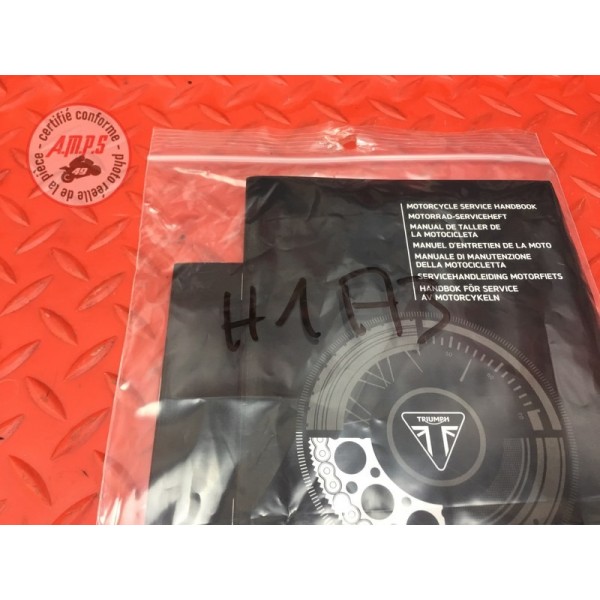 certifié conforme
A.M.P.S
49
photo réelle de la pièce
MOTORCYCLE SERVICE HANDBOOK
MOTORRAD-SERVICEHEFT
MANUAL DE TALLER DE
LA MOTOCICLETA
MANUEL D'ENTRETIEN DE LA MOTO
MANUALE DI MANUTENZIONE
DELLA MOTOCICLETTA
SERVICEHANDLEIDING MOTORFIETS
HANDBOK FÖR SERVICE
AV MOTORCYKELN
H1A3
TRIUMPH